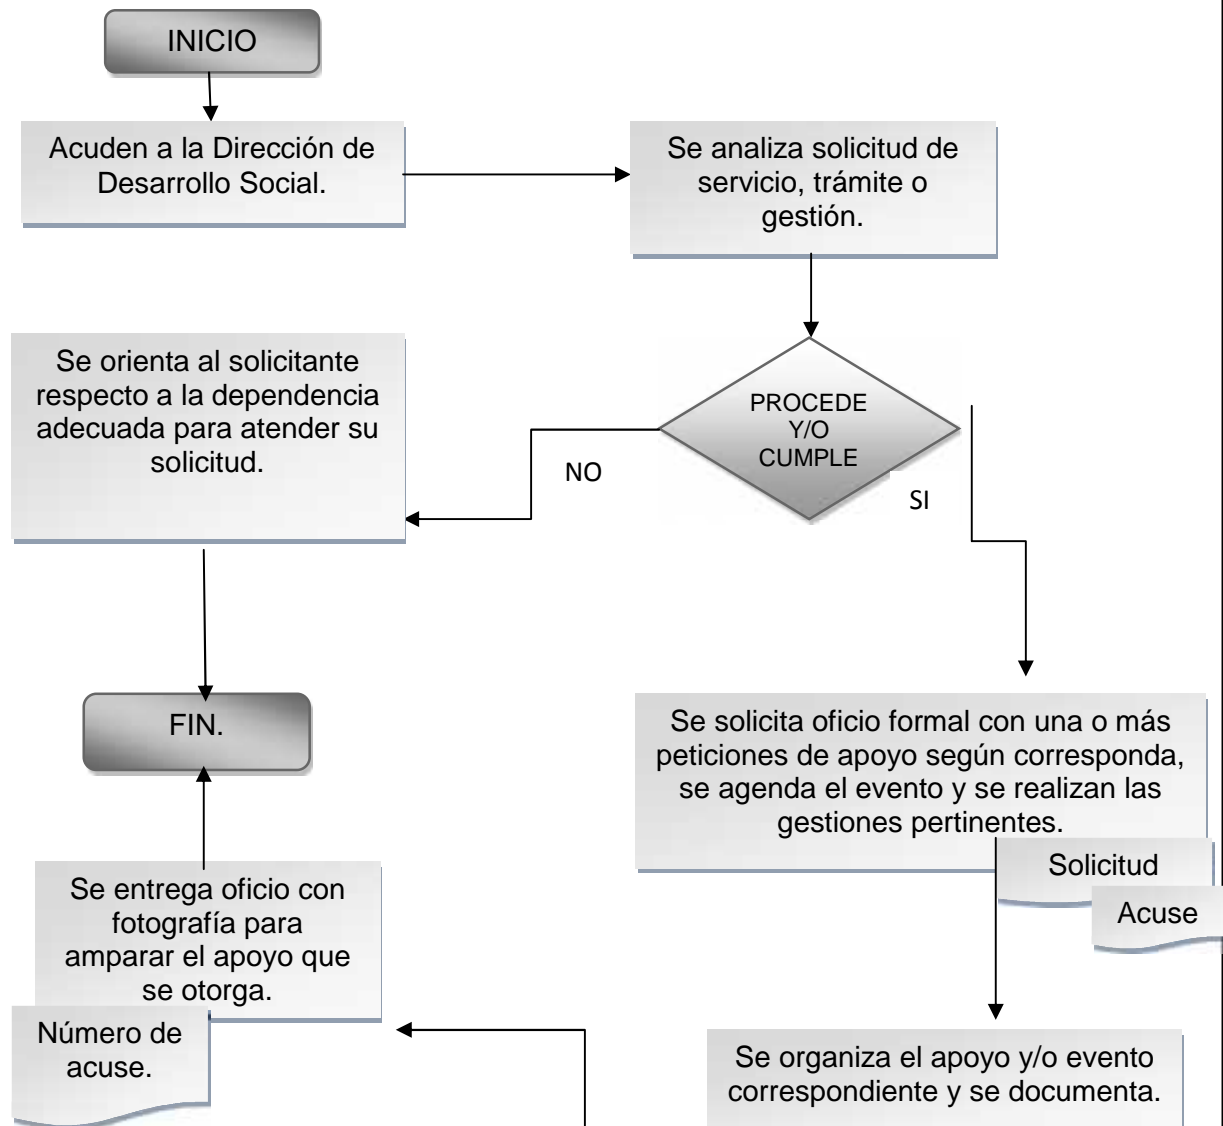 INICIO
Acuden a la Dirección de
Desarrollo Social.
Se analiza solicitud de
servicio, trámite o
gestión.
PROCEDE
Y/O
CUMPLE
NO
SI
Se orienta al solicitante
respecto a la dependencia
adecuada para atender su
solicitud.
FIN.
Se solicita oficio formal con una o más
peticiones de apoyo según corresponda,
se agenda el evento y se realizan las
gestiones pertinentes.
Solicitud
Acuse
Se entrega oficio con
fotografía para
amparar el apoyo que
se otorga.
Número de
acuse.
Se organiza el apoyo y/o evento
correspondiente y se documenta.